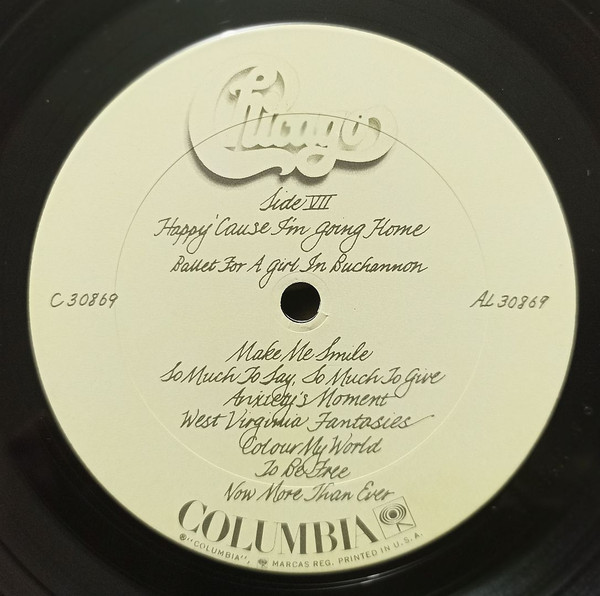 Chicago
Side VII
Happy 'Cause I'm Going Home
Ballet For A Girl In Buchannon
C 30869
AL 30869
Make Me Smile
So Much To Say, So Much To Give
Anxiety's Moment
West Virginia Fantasies
Colour My World
To Be Free
Now More Than Ever
COLUMBIA
® "COLUMBIA", MARCAS REG. PRINTED IN U.S.A.